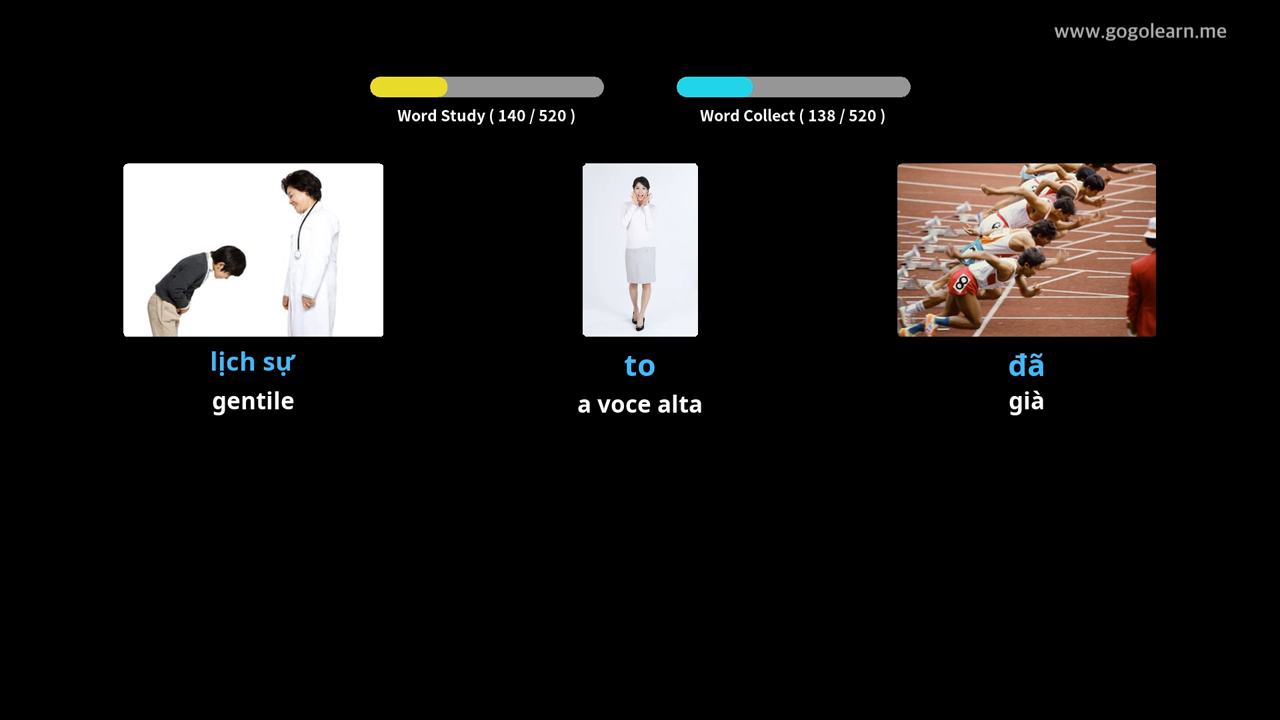 www.gogolearn.me
Word Study ( 140 / 520 )
Word Collect ( 138 / 520 )
lịch sự
to
đã
gentile
a voce alta
già
8